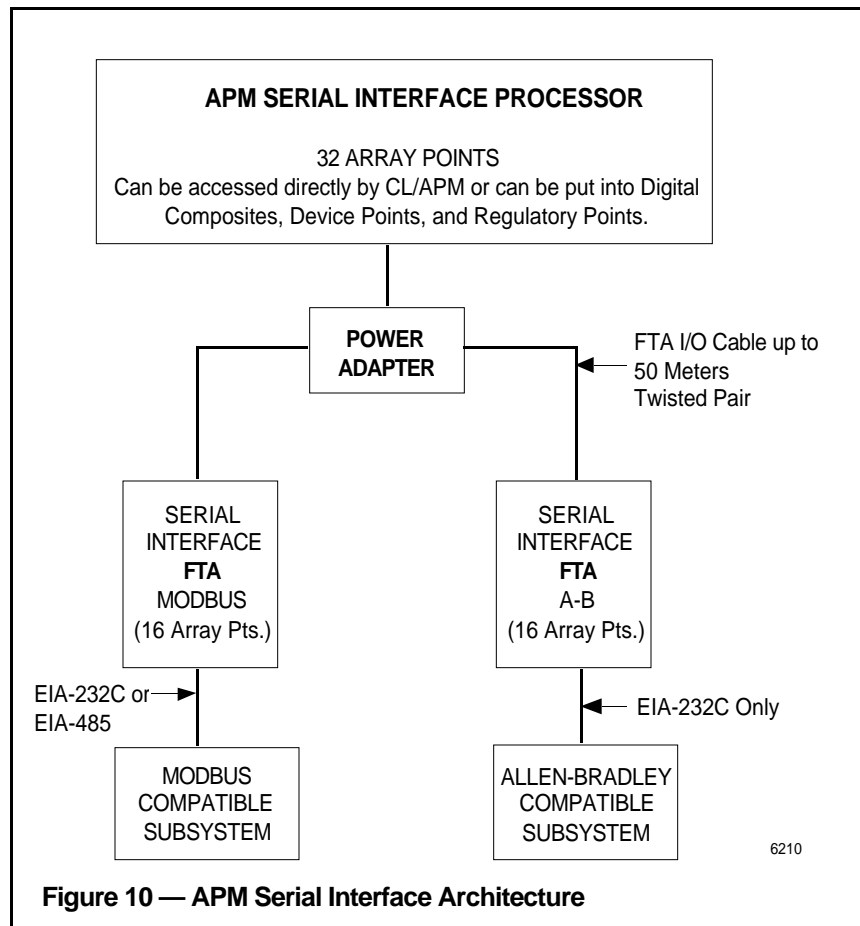 APM SERIAL INTERFACE PROCESSOR
32 ARRAY POINTS
Can be accessed directly by CL/APM or can be put into Digital
Composites, Device Points, and Regulatory Points.
POWER
ADAPTER
FTA I/O Cable up to
50 Meters
Twisted Pair
SERIAL
INTERFACE
FTA
MODBUS
(16 Array Pts.)
SERIAL
INTERFACE
FTA
A-B
(16 Array Pts.)
EIA-232C or
EIA-485
EIA-232C Only
MODBUS
COMPATIBLE
SUBSYSTEM
ALLEN-BRADLEY
COMPATIBLE
SUBSYSTEM
6210
Figure 10 — APM Serial Interface Architecture